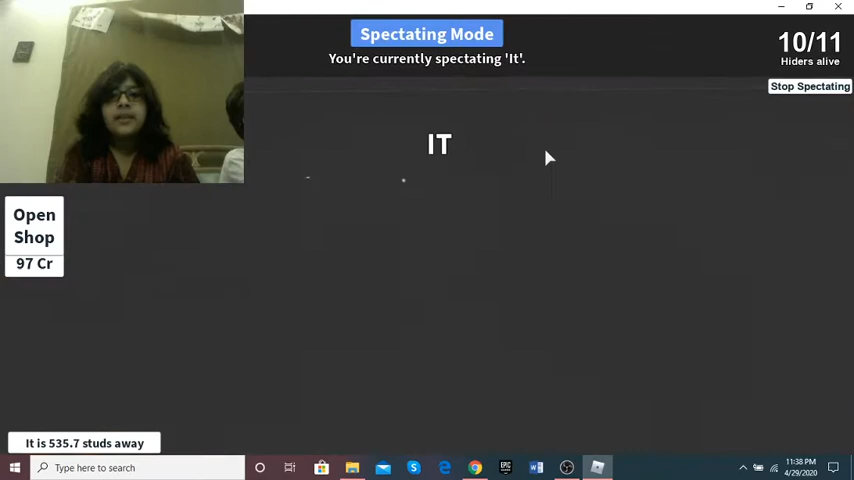 Spectating Mode
You're currently spectating 'It'.
10/11
Hiders alive
Stop Spectating
IT
Open
Shop
97 Cr
It is 535.7 studs away
Type here to search
EPIC
11:38 PM
4/29/2020